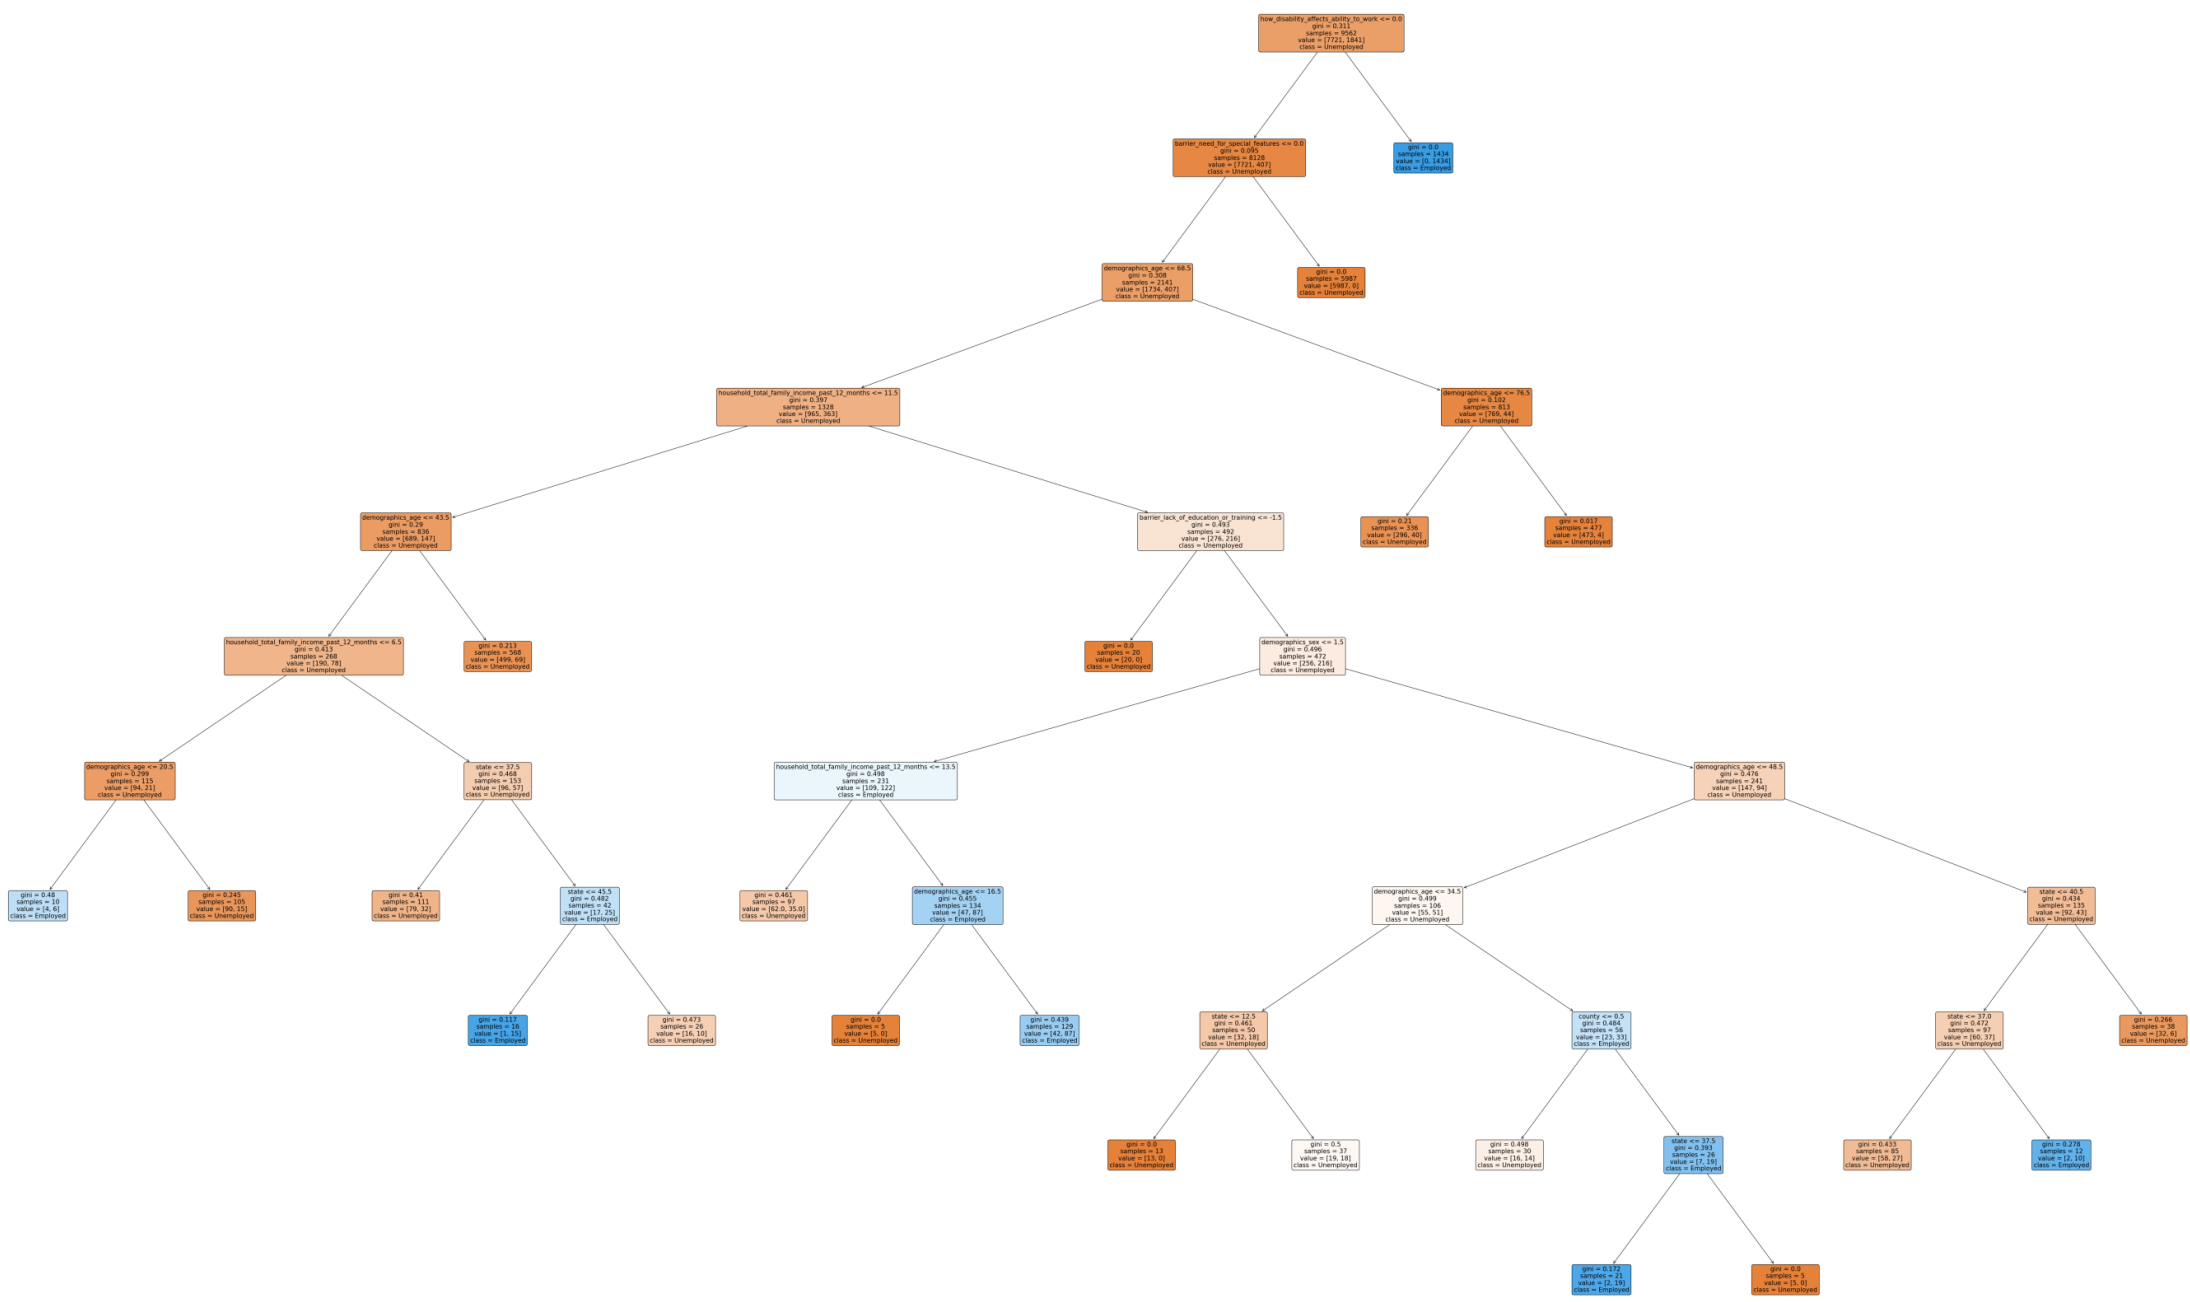 how_disability_affects_ability_to_work <= 0.0
gini = 0.311
samples = 9562
value = [7721, 1841]
class = Unemployed
barrier_need_for_special_features <= 0.0
gini = 0.095
samples = 8128
value = [7721, 407]
class = Unemployed
gini = 0.0
samples = 1434
value = [0, 1434]
class = Employed
demographics_age <= 68.5
gini = 0.308
samples = 2141
value = [1734, 407]
class = Unemployed
gini = 0.0
samples = 5987
value = [5987, 0]
class = Unemployed
household_total_family_income_past_12_months <= 11.5
gini = 0.397
samples = 1328
value = [965, 363]
class = Unemployed
demographics_age <= 76.5
gini = 0.102
samples = 813
value = [769, 44]
class = Unemployed
demographics_age <= 43.5
gini = 0.29
samples = 836
value = [689, 147]
class = Unemployed
barrier_lack_of_education_or_training <= -1.5
gini = 0.493
samples = 492
value = [276, 216]
class = Unemployed
gini = 0.21
samples = 336
value = [296, 40]
class = Unemployed
gini = 0.017
samples = 477
value = [473, 4]
class = Unemployed
household_total_family_income_past_12_months <= 6.5
gini = 0.413
samples = 268
value = [190, 78]
class = Unemployed
gini = 0.213
samples = 568
value = [499, 69]
class = Unemployed
gini = 0.0
samples = 20
value = [20, 0]
class = Unemployed
demographics_sex <= 1.5
gini = 0.496
samples = 472
value = [256, 216]
class = Unemployed
demographics_age <= 20.5
gini = 0.299
samples = 115
value = [94, 21]
class = Unemployed
state <= 37.5
gini = 0.468
samples = 153
value = [96, 57]
class = Unemployed
household_total_family_income_past_12_months <= 13.5
gini = 0.498
samples = 231
value = [109, 122]
class = Employed
demographics_age <= 48.5
gini = 0.476
samples = 241
value = [147, 94]
class = Unemployed
gini = 0.48
samples = 10
value = [4, 6]
class = Employed
gini = 0.245
samples = 105
value = [90, 15]
class = Unemployed
gini = 0.41
samples = 111
value = [79, 32]
class = Unemployed
state <= 45.5
gini = 0.482
samples = 42
value = [17, 25]
class = Employed
gini = 0.461
samples = 97
value = [62.0, 35.0]
class = Unemployed
demographics_age <= 16.5
gini = 0.455
samples = 134
value = [47, 87]
class = Employed
demographics_age <= 34.5
gini = 0.499
samples = 106
value = [55, 51]
class = Unemployed
state <= 40.5
gini = 0.434
samples = 135
value = [92, 43]
class = Unemployed
gini = 0.117
samples = 16
value = [1, 15]
class = Employed
gini = 0.473
samples = 26
value = [16, 10]
class = Unemployed
gini = 0.0
samples = 5
value = [5, 0]
class = Unemployed
gini = 0.439
samples = 129
value = [42, 87]
class = Employed
state <= 12.5
gini = 0.461
samples = 50
value = [32, 18]
class = Unemployed
county <= 0.5
gini = 0.484
samples = 56
value = [23, 33]
class = Employed
state <= 37.0
gini = 0.472
samples = 97
value = [60, 37]
class = Unemployed
gini = 0.266
samples = 38
value = [32, 6]
class = Unemployed
gini = 0.0
samples = 13
value = [13, 0]
class = Unemployed
gini = 0.5
samples = 37
value = [19, 18]
class = Unemployed
gini = 0.498
samples = 30
value = [16, 14]
class = Unemployed
state <= 37.5
gini = 0.393
samples = 26
value = [7, 19]
class = Employed
gini = 0.433
samples = 85
value = [58, 27]
class = Unemployed
gini = 0.278
samples = 12
value = [2, 10]
class = Employed
gini = 0.172
samples = 21
value = [2, 19]
class = Employed
gini = 0.0
samples = 5
value = [5, 0]
class = Unemployed